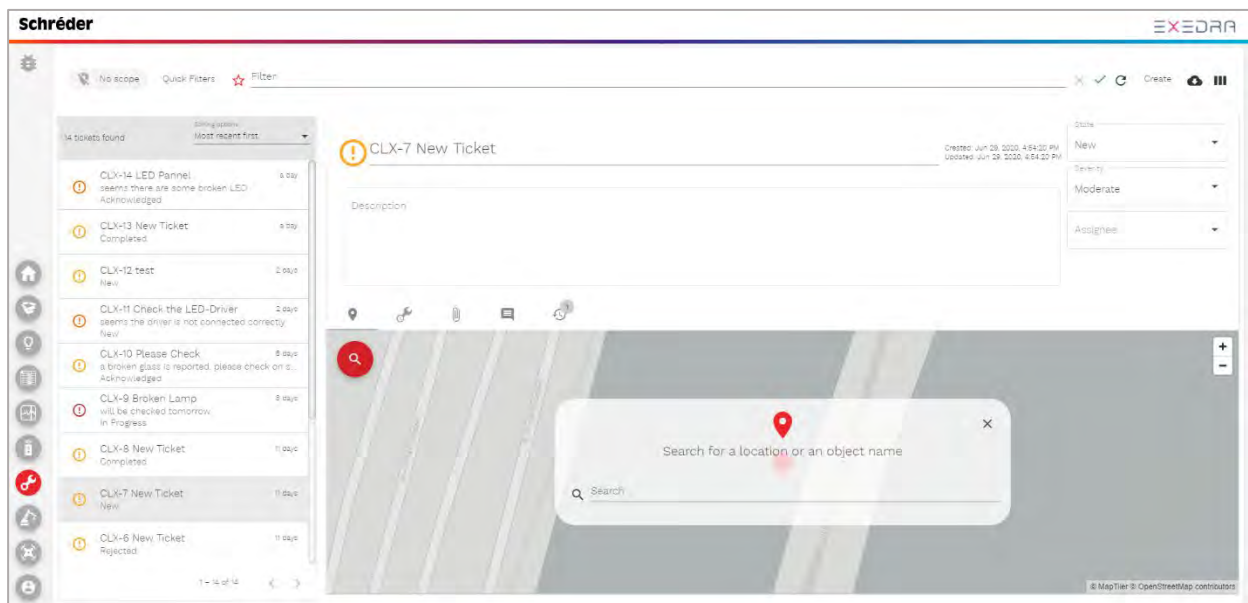 Schréder
EXEDRA
No scope
Quick Filters
Filter
Create
14 tickets found
Sorting options
Most recent first
CLX-14 LED Pannel
a day
seems there are some broken LED
Acknowledged
CLX-13 New Ticket
a day
Completed
CLX-12 test
2 days
New
CLX-11 Check the LED-Driver
2 days
seems the driver is not connected correctly
New
CLX-10 Please Check
8 days
a broken glass is reported, please check on s...
Acknowledged
CLX-9 Broken Lamp
8 days
will be checked tomorrow
In Progress
CLX-8 New Ticket
11 days
Completed
CLX-7 New Ticket
11 days
New
CLX-6 New Ticket
11 days
Rejected
1 – 14 of 14
CLX-7 New Ticket
Created: Jun 29, 2020, 4:54:20 PM
Updated: Jun 29, 2020, 4:54:20 PM
State
New
Severity
Moderate
Assignee
Description
1
Search for a location or an object name
Search
© MapTiler © OpenStreetMap contributors